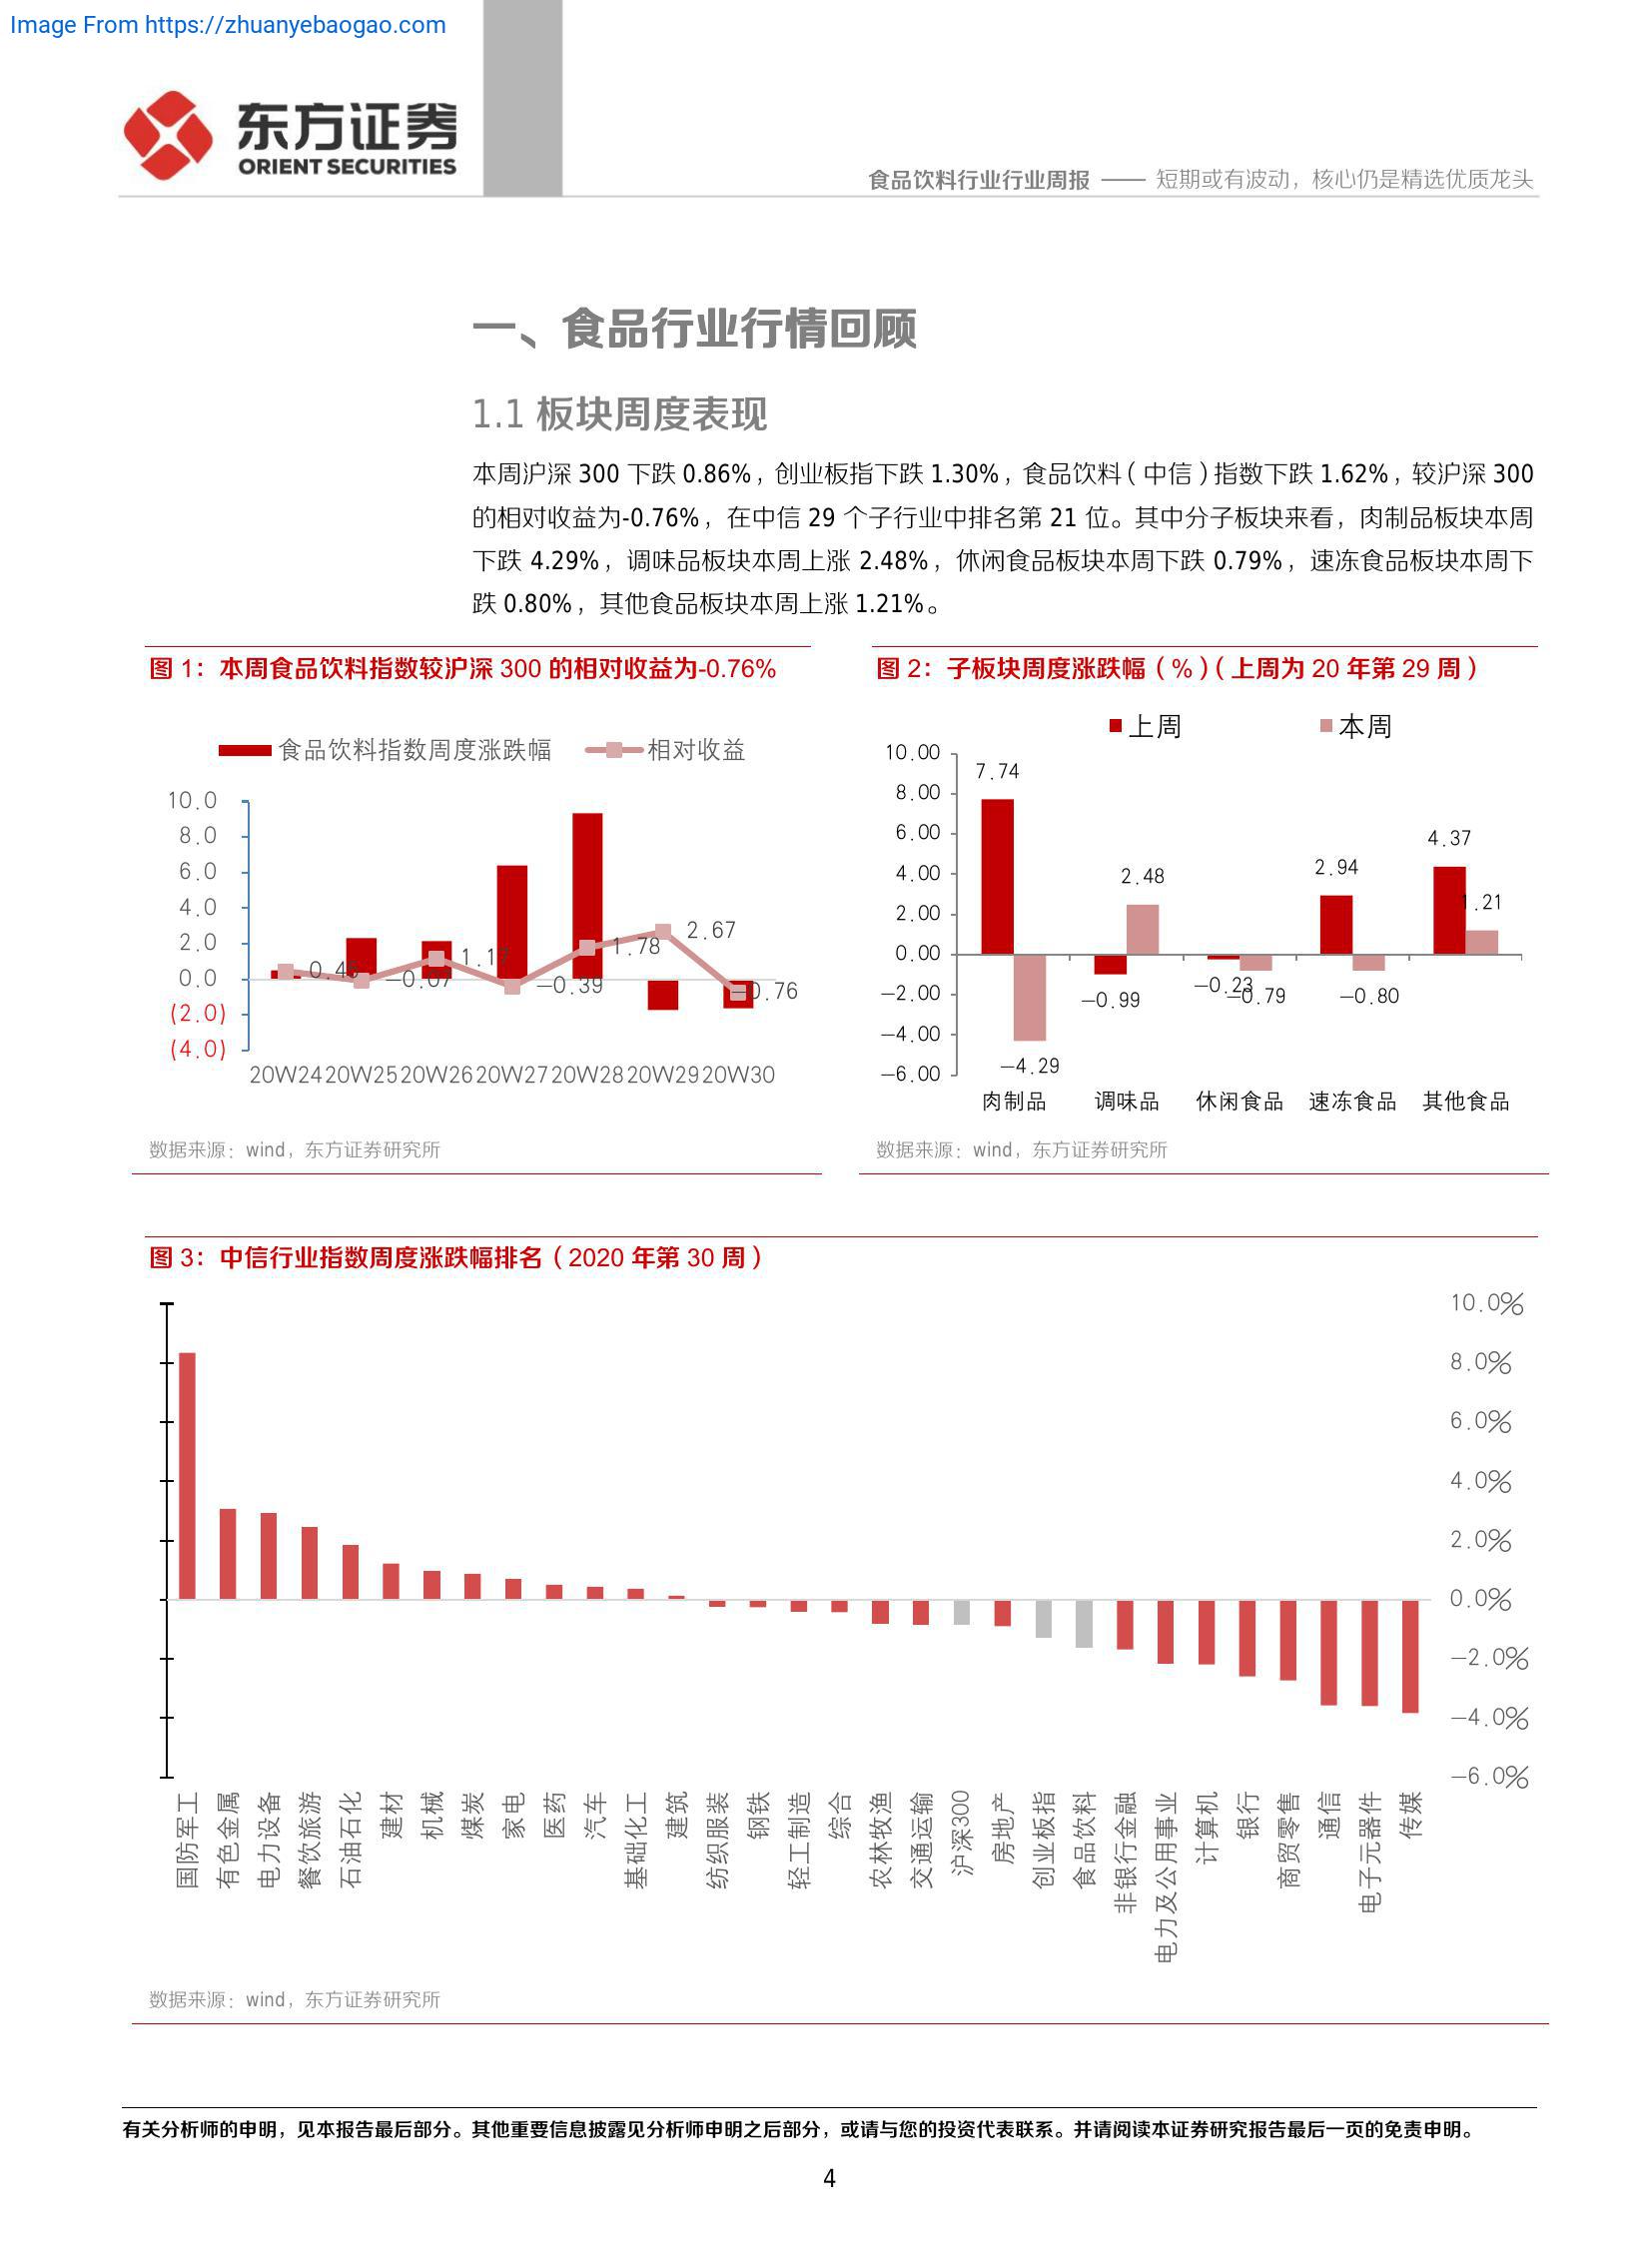 Image From https://zhuanyebaogao.com
东方证券
ORIENT SECURITIES
食品饮料行业行业周报 —— 短期或有波动，核心仍是精选优质龙头
一、食品行业行情回顾
1.1 板块周度表现
本周沪深 300 下跌 0.86%，创业板指下跌 1.30%，食品饮料（中信）指数下跌 1.62%，较沪深 300
的相对收益为-0.76%，在中信 29 个子行业中排名第 21 位。其中分子板块来看，肉制品板块本周
下跌 4.29%，调味品板块本周上涨 2.48%，休闲食品板块本周下跌 0.79%，速冻食品板块本周下
跌 0.80%，其他食品板块本周上涨 1.21%。
图 1：本周食品饮料指数较沪深 300 的相对收益为-0.76%
食品饮料指数周度涨跌幅 相对收益
10.0
8.0
6.0
4.0
2.0
0.0
(2.0)
(4.0)
-0.07
-0.39
1.78
2.67
-0.76
20W24 20W25 20W26 20W27 20W28 20W29 20W30
数据来源：wind，东方证券研究所
图 2：子板块周度涨跌幅（%）（上周为 20 年第 29 周）
上周 本周
10.00
8.00
6.00
4.00
2.00
0.00
-2.00
-4.00
-6.00
7.74
-4.29
-0.99
2.48
-0.23
-0.79
2.94
-0.80
4.37
1.21
肉制品 调味品 休闲食品 速冻食品 其他食品
数据来源：wind，东方证券研究所
图 3：中信行业指数周度涨跌幅排名（2020 年第 30 周）
10.0%
8.0%
6.0%
4.0%
2.0%
0.0%
-2.0%
-4.0%
-6.0%
国防军工
有色金属
电力设备
餐饮旅游
石油石化
建材
机械
煤炭
家电
医药
汽车
基础化工
建筑
纺织服装
钢铁
轻工制造
综合
农林牧渔
交通运输
沪深300
房地产
创业板指
食品饮料
非银行金融
电力及公用事业
计算机
银行
商贸零售
通信
电子元器件
传媒
数据来源：wind，东方证券研究所
有关分析师的申明，见本报告最后部分。其他重要信息披露见分析师申明之后部分，或请与您的投资代表联系。并请阅读本证券研究报告最后一页的免责申明。
4